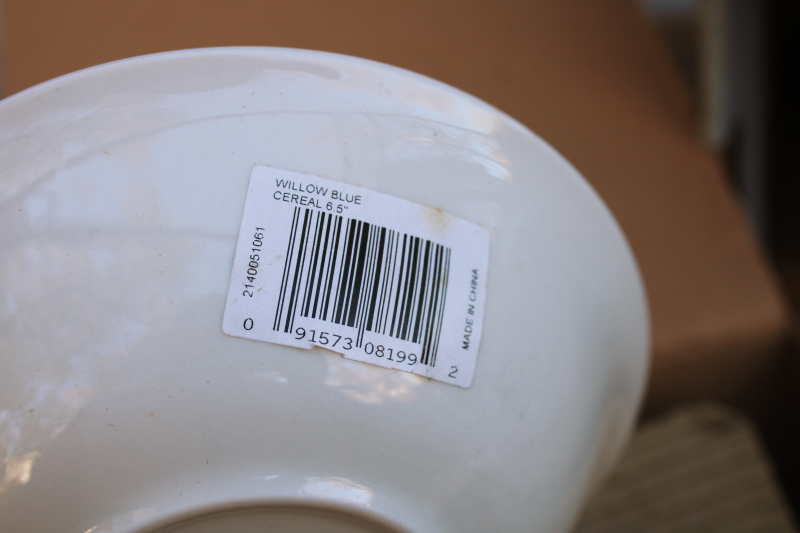 WILLOW BLUE
CEREAL 6.5"
2140051061
MADE IN CHINA
0 91573 08199 2